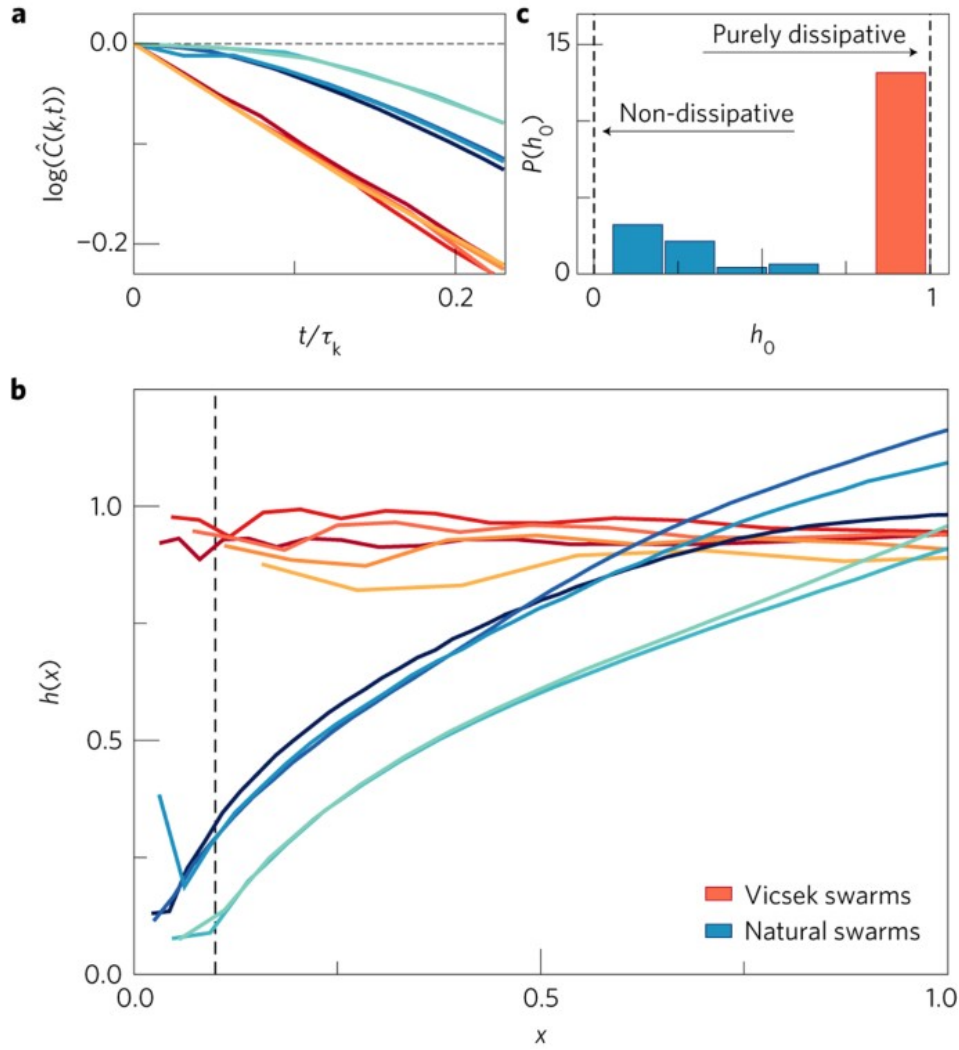 a
0.0
log(Ĉ(k,t))
−0.2
0
0.2
t/τk
c
15
Purely dissipative
Non-dissipative
P(h0)
0
0
1
h0
b
1.0
h(x)
0.5
0.0
Vicsek swarms
Natural swarms
0.0
0.5
1.0
x